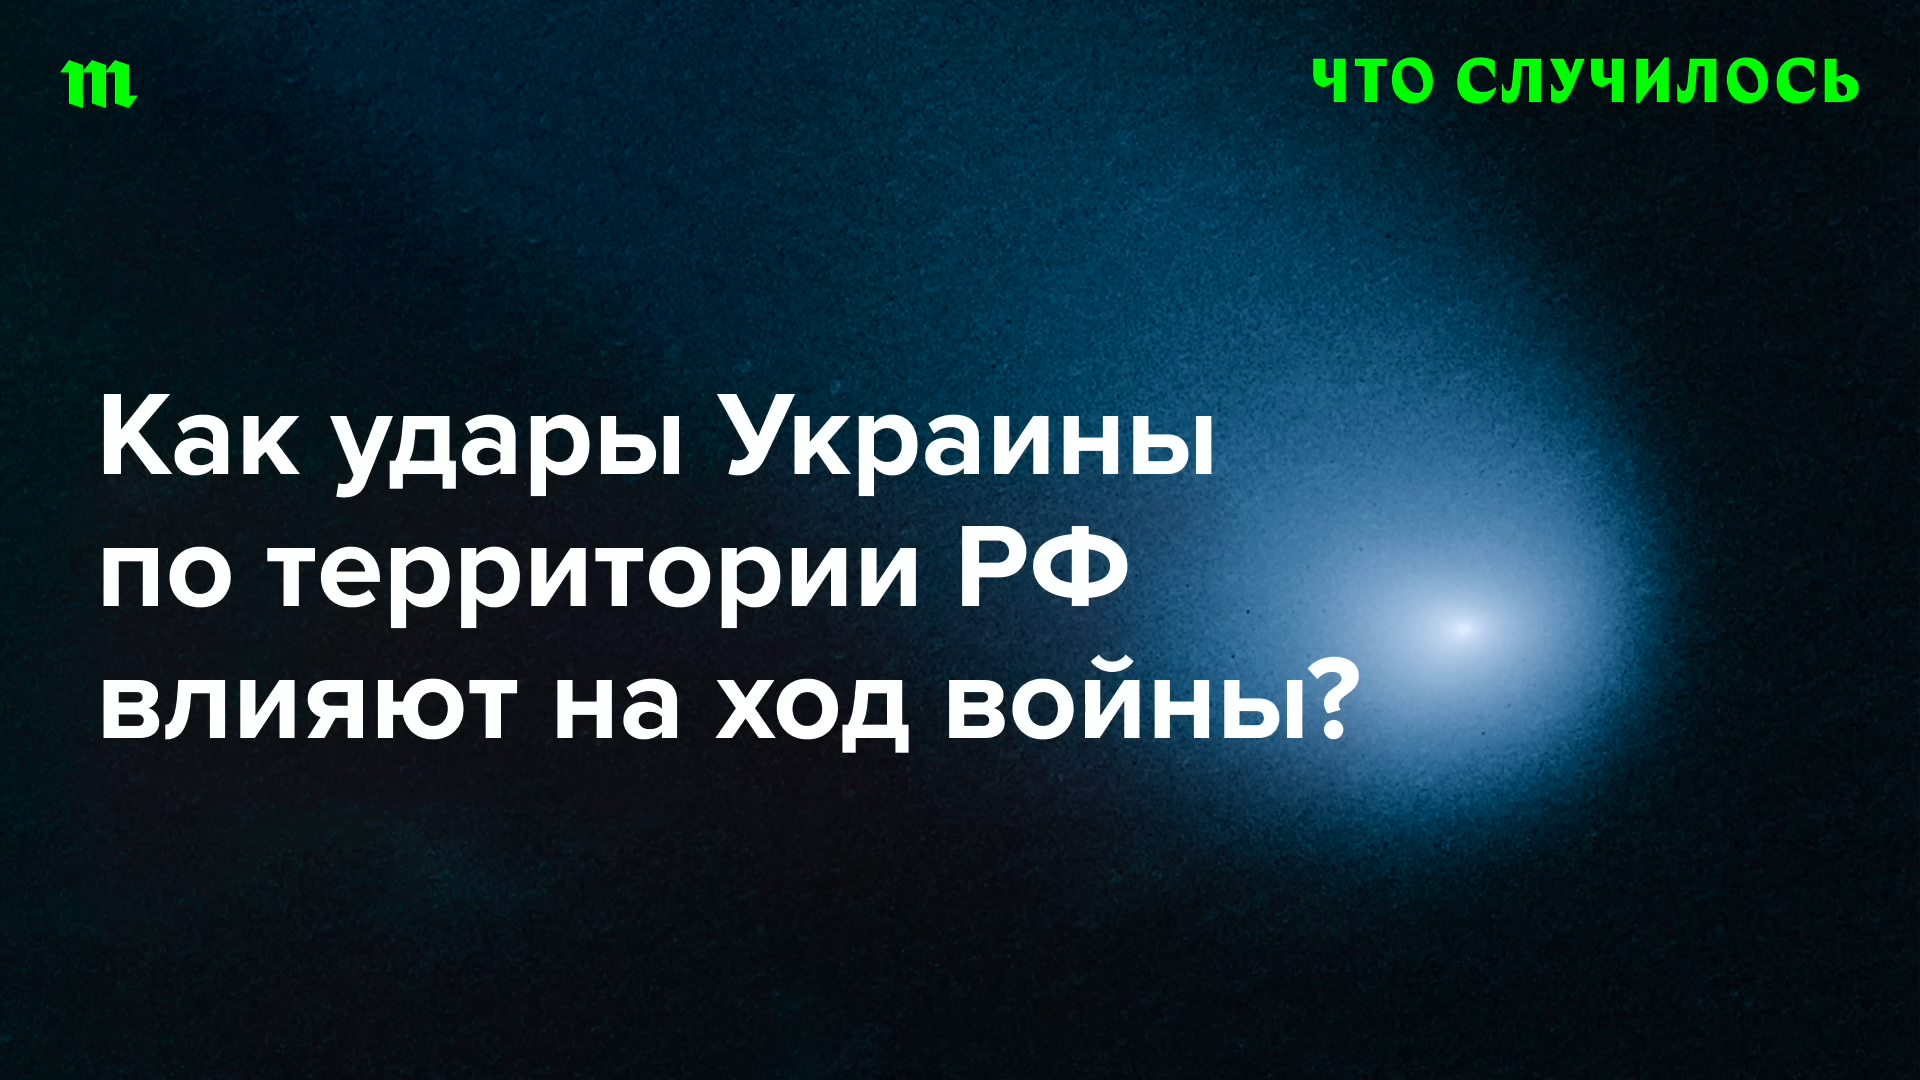 m
ЧТО СЛУЧИЛОСЬ
Как удары Украины
по территории РФ
влияют на ход войны?